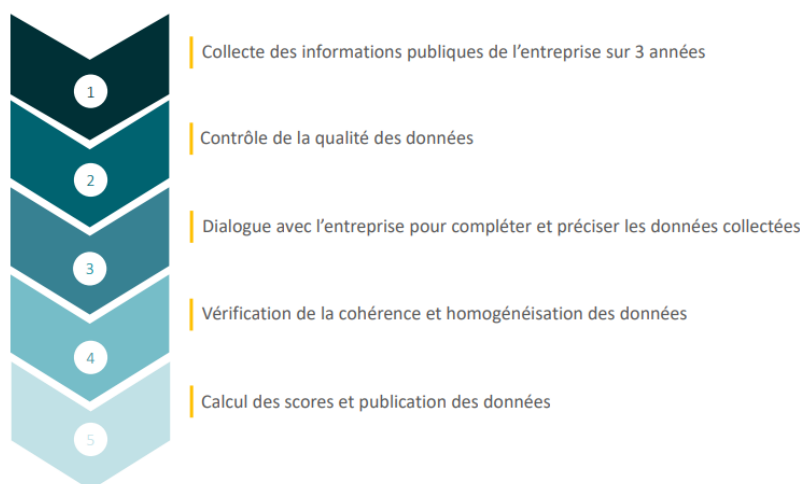 1
Collecte des informations publiques de l’entreprise sur 3 années
2
Contrôle de la qualité des données
3
Dialogue avec l’entreprise pour compléter et préciser les données collectées
4
Vérification de la cohérence et homogénéisation des données
5
Calcul des scores et publication des données